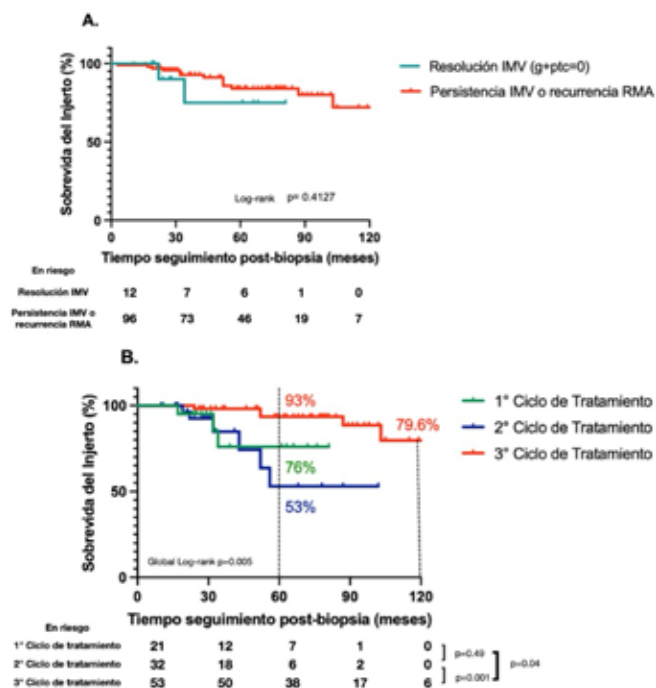 A.
Sobrevida del Injerto (%)
100
50
0
0 30 60 90 120
Log-rank p= 0.4127
Tiempo seguimiento post-biopsia (meses)
Resolución IMV (g+ptc=0)
Persistencia IMV o recurrencia RMA
En riesgo
Resolución IMV 12 7 6 1 0
Persistencia IMV o
recurrencia RMA 96 73 46 19 7
B.
Sobrevida del Injerto (%)
100
50
0
0 30 60 90 120
93%
79.6%
76%
53%
Global Log-rank p=0.005
Tiempo seguimiento post-biopsia (meses)
1° Ciclo de Tratamiento
2° Ciclo de Tratamiento
3° Ciclo de Tratamiento
En riesgo
1° Ciclo de tratamiento 21 12 7 1 0
2° Ciclo de tratamiento 32 18 6 2 0
3° Ciclo de tratamiento 53 50 38 17 6
p=0.49
p=0.001
p=0.04